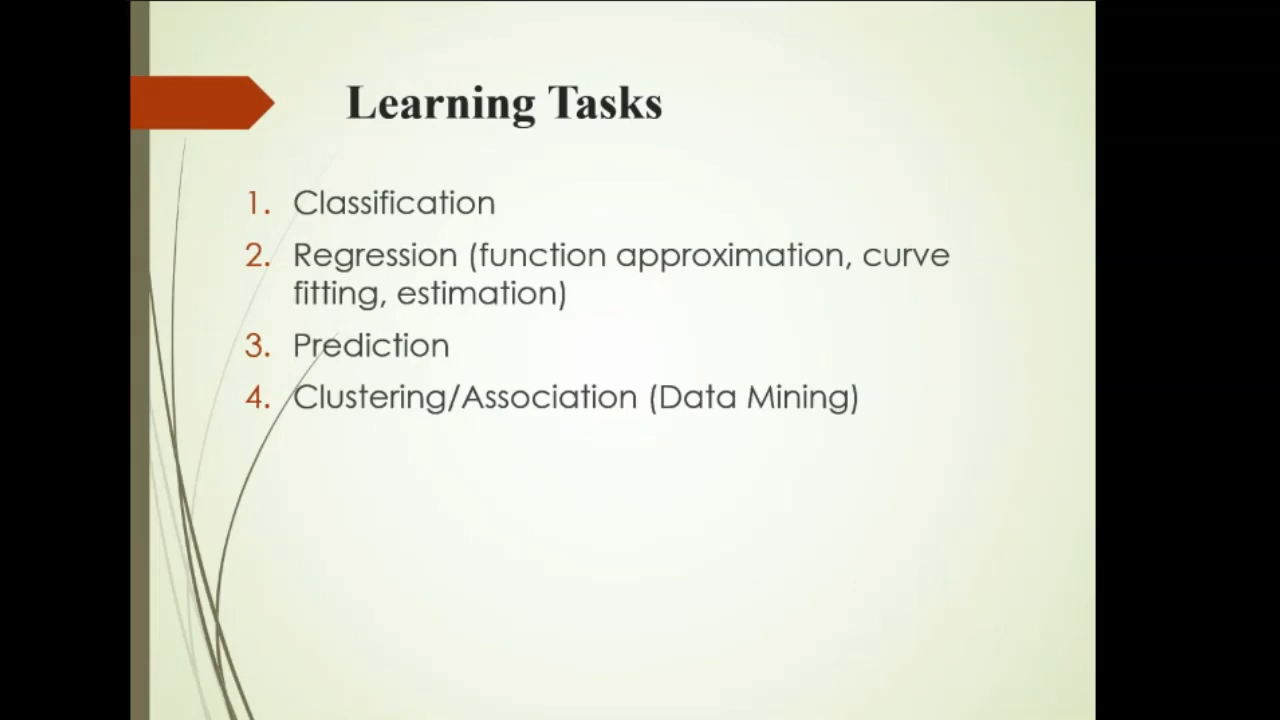 Learning Tasks
1. Classification
2. Regression (function approximation, curve
fitting, estimation)
3. Prediction
4. Clustering/Association (Data Mining)